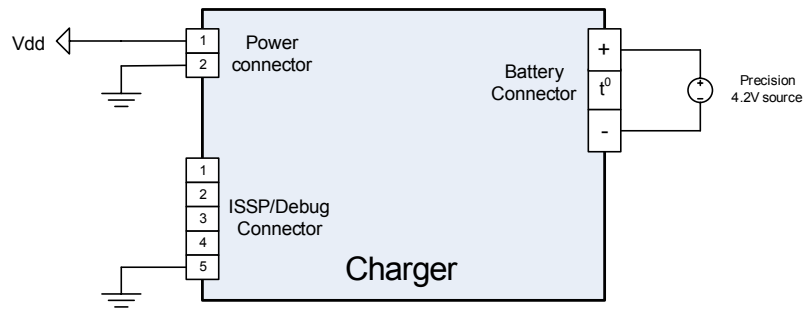 Vdd
1
2
Power
connector
Battery
Connector
+
t⁰
-
+
−
Precision
4.2V source
1
2
3
4
5
ISSP/Debug
Connector
Charger